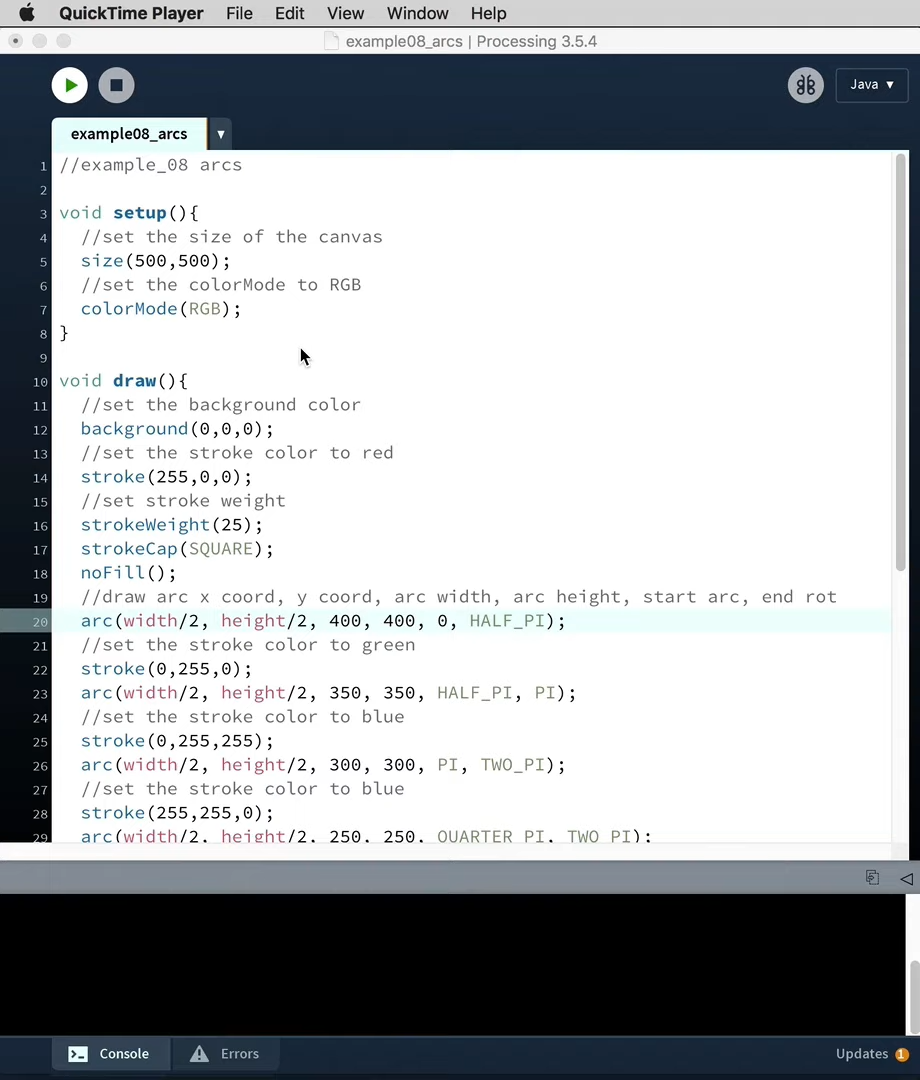 QuickTime Player File Edit View Window Help
example08_arcs | Processing 3.5.4
Java ▼
example08_arcs ▼
1 //example_08 arcs
2
3 void setup(){
4 //set the size of the canvas
5 size(500,500);
6 //set the colorMode to RGB
7 colorMode(RGB);
8 }
9
10 void draw(){
11 //set the background color
12 background(0,0,0);
13 //set the stroke color to red
14 stroke(255,0,0);
15 //set stroke weight
16 strokeWeight(25);
17 strokeCap(SQUARE);
18 noFill();
19 //draw arc x coord, y coord, arc width, arc height, start arc, end rot
20 arc(width/2, height/2, 400, 400, 0, HALF_PI);
21 //set the stroke color to green
22 stroke(0,255,0);
23 arc(width/2, height/2, 350, 350, HALF_PI, PI);
24 //set the stroke color to blue
25 stroke(0,255,255);
26 arc(width/2, height/2, 300, 300, PI, TWO_PI);
27 //set the stroke color to blue
28 stroke(255,255,0);
29 arc(width/2, height/2, 250, 250, QUARTER_PI, TWO_PI);
Console Errors Updates 1